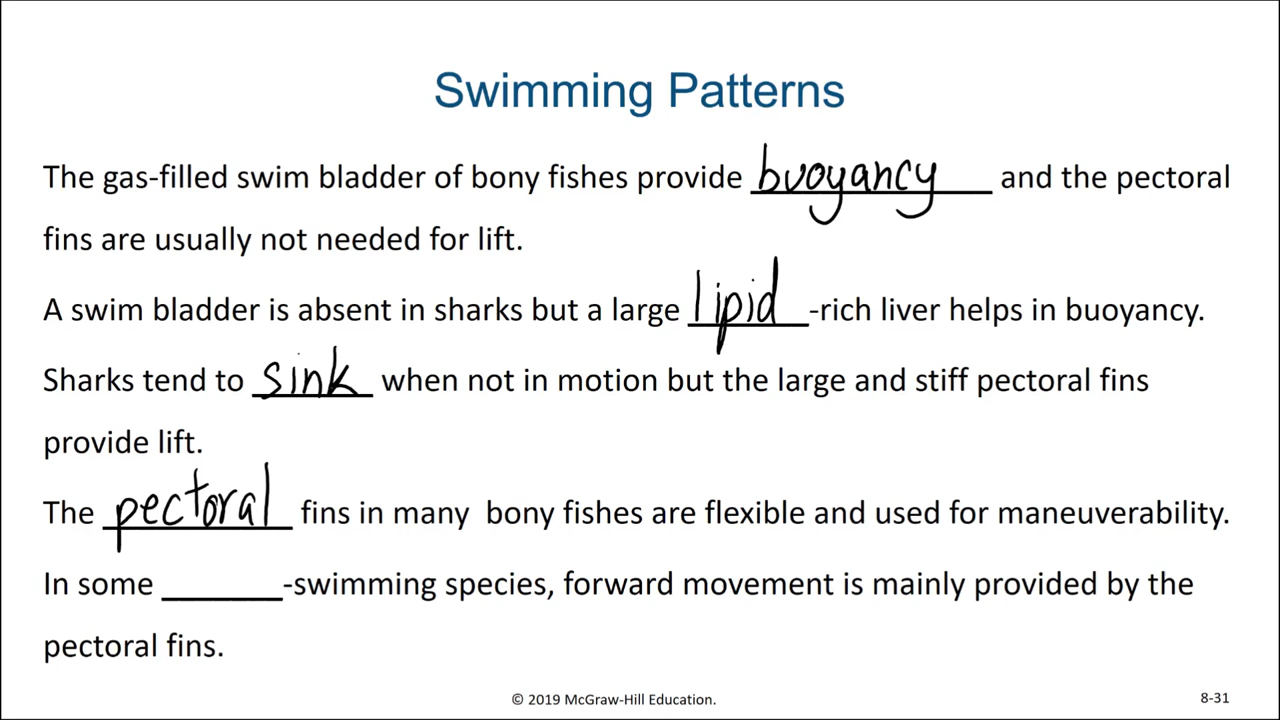 Swimming Patterns
The gas-filled swim bladder of bony fishes provide buoyancy and the pectoral
fins are usually not needed for lift.
A swim bladder is absent in sharks but a large lipid-rich liver helps in buoyancy.
Sharks tend to sink when not in motion but the large and stiff pectoral fins
provide lift.
The pectoral fins in many bony fishes are flexible and used for maneuverability.
In some _______-swimming species, forward movement is mainly provided by the
pectoral fins.
© 2019 McGraw-Hill Education.
8-31